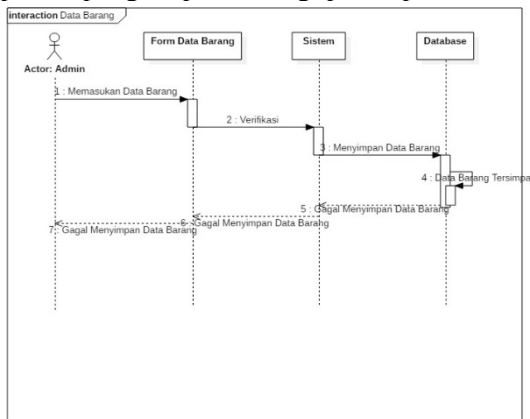 interaction Data Barang
Form Data Barang
Sistem
Database
Actor: Admin
1 : Memasukan Data Barang
2 : Verifikasi
3 : Menyimpan Data Barang
4 : Data Barang Tersimpa
5 : Gagal Menyimpan Data Barang
6 : Gagal Menyimpan Data Barang
7 : Gagal Menyimpan Data Barang